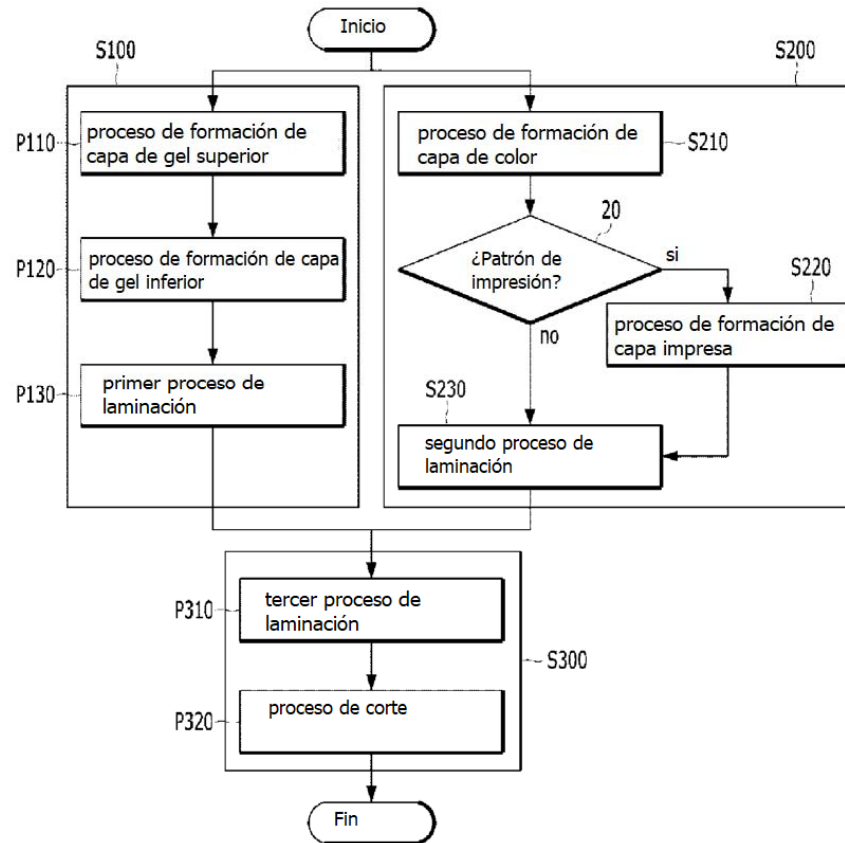 Inicio
S100
S200
P110
proceso de formación de
capa de gel superior
proceso de formación de
capa de color
S210
20
P120
proceso de formación de capa
de gel inferior
¿Patrón de
impresión?
si
S220
proceso de formación de
capa impresa
no
P130
primer proceso de
laminación
S230
segundo proceso de
laminación
P310
tercer proceso de
laminación
S300
P320
proceso de corte
Fin